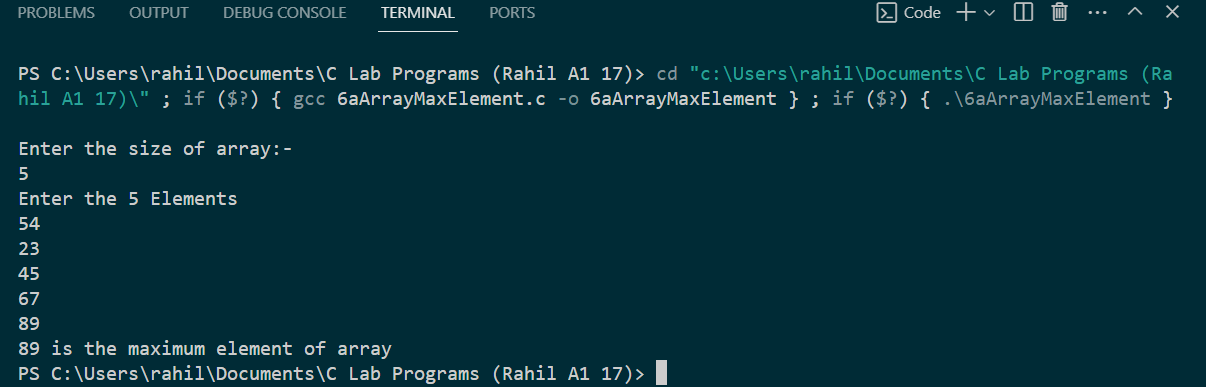 PROBLEMS OUTPUT DEBUG CONSOLE TERMINAL PORTS Code
PS C:\Users\rahil\Documents\C Lab Programs (Rahil A1 17)> cd "c:\Users\rahil\Documents\C Lab Programs (Ra
hil A1 17)\" ; if ($?) { gcc 6aArrayMaxElement.c -o 6aArrayMaxElement } ; if ($?) { .\6aArrayMaxElement }
Enter the size of array:-
5
Enter the 5 Elements
54
23
45
67
89
89 is the maximum element of array
PS C:\Users\rahil\Documents\C Lab Programs (Rahil A1 17)>